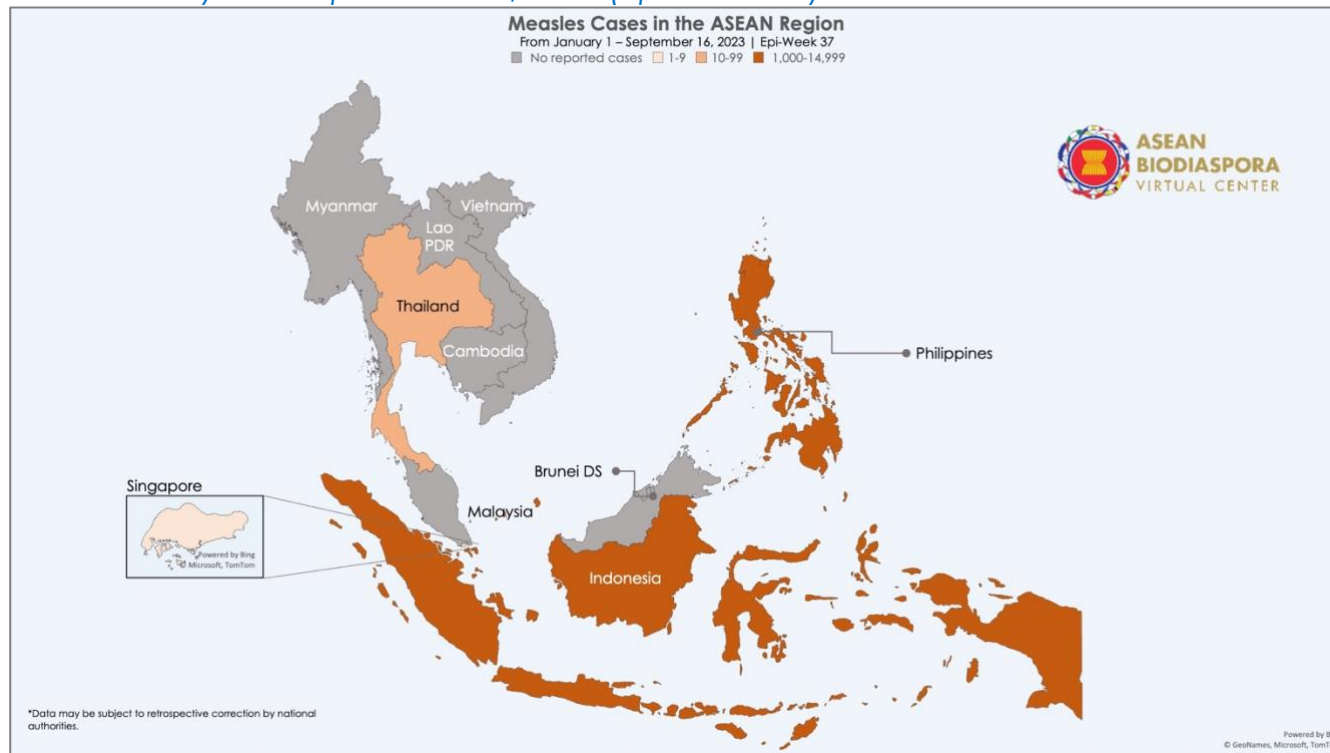 Measles Cases in the ASEAN Region
From January 1 – September 16, 2023 | Epi-Week 37
No reported cases 1-9 10-99 1,000-14,999
ASEAN
BIODIASPORA
VIRTUAL CENTER
Myanmar
Vietnam
Lao
PDR
Thailand
Cambodia
Philippines
Brunei DS
Singapore
Malaysia
Powered by Bing
Microsoft, TomTom
Indonesia
*Data may be subject to retrospective correction by national
authorities.
Powered by B
© GeoNames, Microsoft, TomT